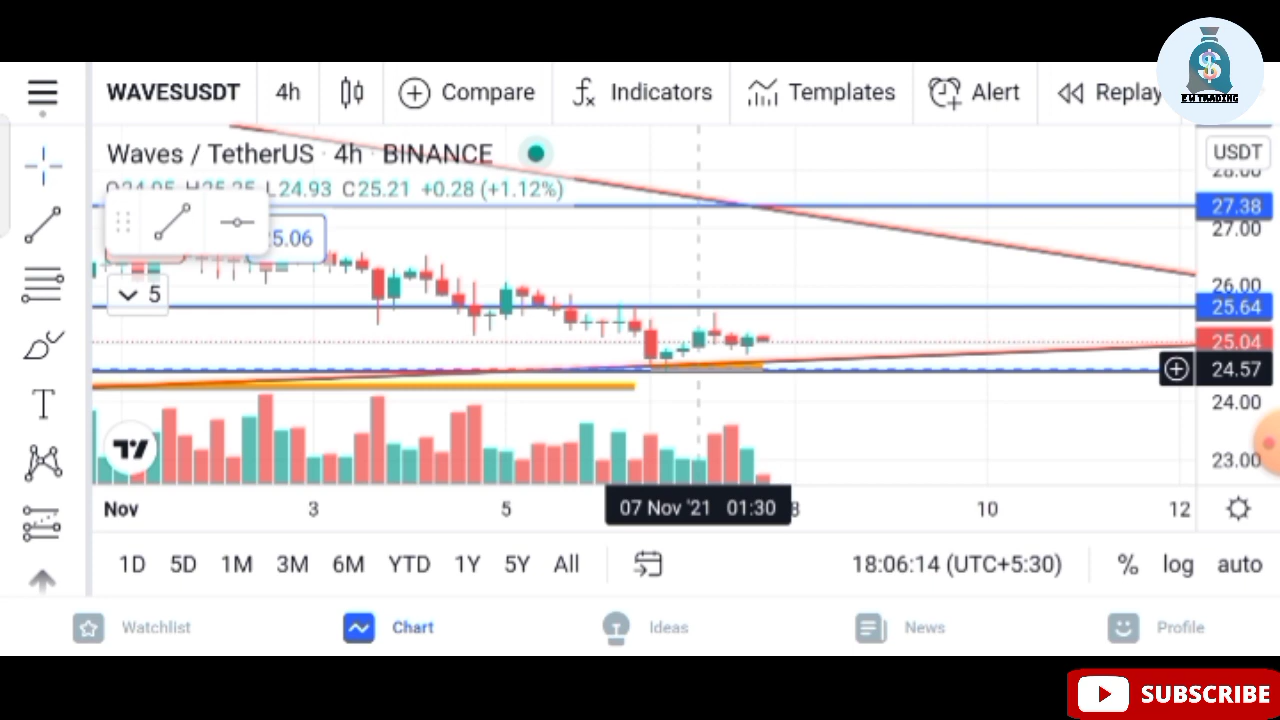 WAVESUSDT 4h Compare Indicators Templates Alert Replay
$
Waves / TetherUS · 4h · BINANCE
USDT
L24.93 C25.21 +0.28 (+1.12%)
28.00
27.38
27.00
5.06
26.00
5
25.64
25.04
24.57
24.00
23.00
T
Nov 3 5 07 Nov '21 01:30 8 10 12
1D 5D 1M 3M 6M YTD 1Y 5Y All 18:06:14 (UTC+5:30) % log auto
Watchlist Chart Ideas News Profile
SUBSCRIBE